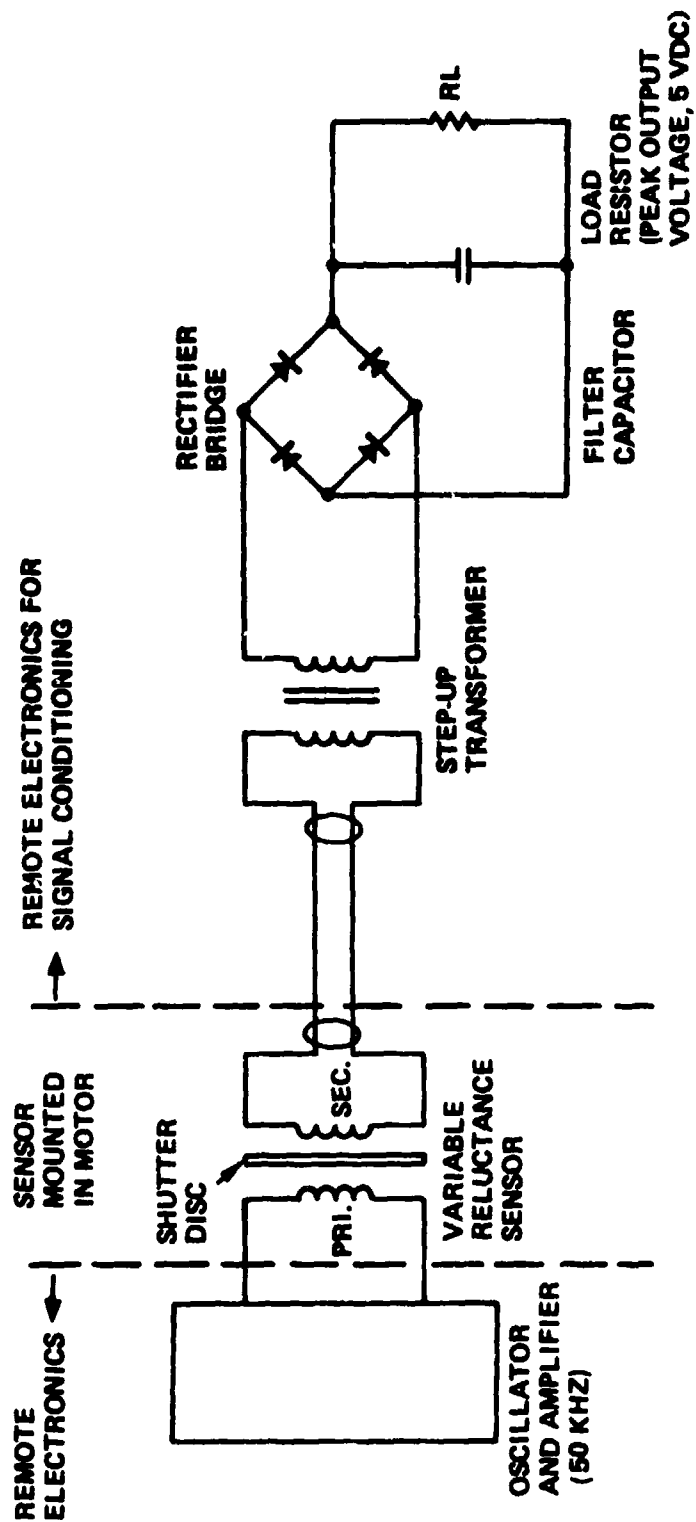 REMOTE
ELECTRONICS
SENSOR
MOUNTED
IN MOTOR
REMOTE ELECTRONICS FOR
SIGNAL CONDITIONING
SHUTTER
DISC
PRI.
SEC.
RECTIFIER
BRIDGE
RL
OSCILLATOR
AND AMPLIFIER
(50 KHZ)
VARIABLE
RELUCTANCE
SENSOR
STEP-UP
TRANSFORMER
FILTER
CAPACITOR
LOAD
RESISTOR
(PEAK OUTPUT
VOLTAGE, 5 VDC)